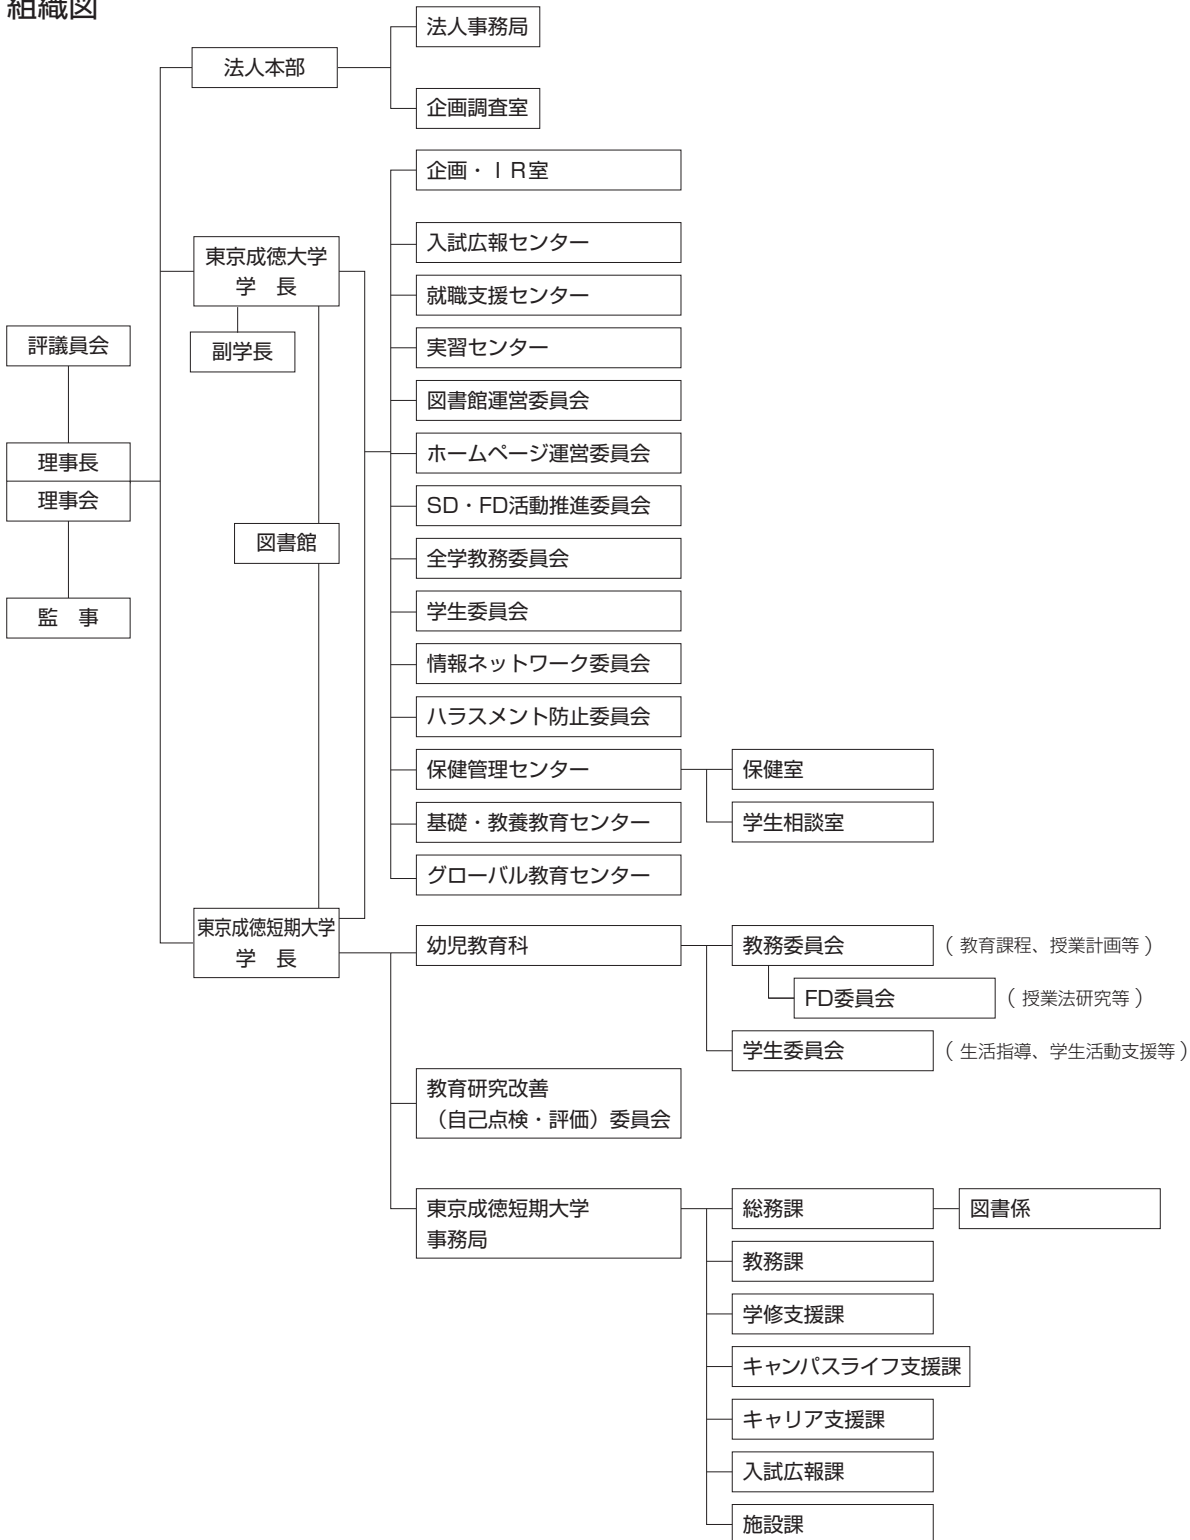 組織図
法人事務局
法人本部
企画調査室
企画・ＩＲ室
入試広報センター
東京成徳大学
学　長
就職支援センター
評議員会
副学長
実習センター
図書館運営委員会
理事長
ホームページ運営委員会
理事会
SD・FD活動推進委員会
図書館
全学教務委員会
監　事
学生委員会
情報ネットワーク委員会
ハラスメント防止委員会
保健管理センター
保健室
基礎・教養教育センター
学生相談室
グローバル教育センター
東京成徳短期大学
学　長
幼児教育科
教務委員会
（教育課程、授業計画等）
FD委員会
（授業法研究等）
学生委員会
（生活指導、学生活動支援等）
教育研究改善
（自己点検・評価）委員会
東京成徳短期大学
事務局
総務課
図書係
教務課
学修支援課
キャンパスライフ支援課
キャリア支援課
入試広報課
施設課